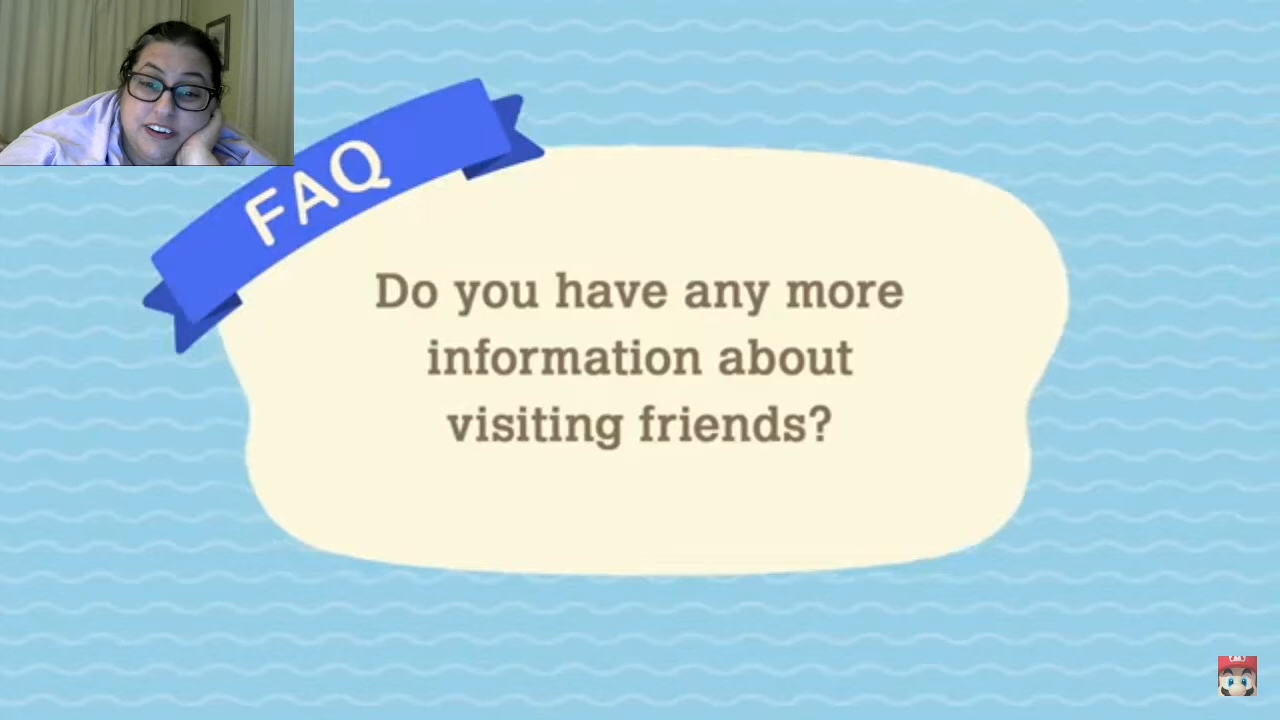 FAQ
Do you have any more
information about
visiting friends?